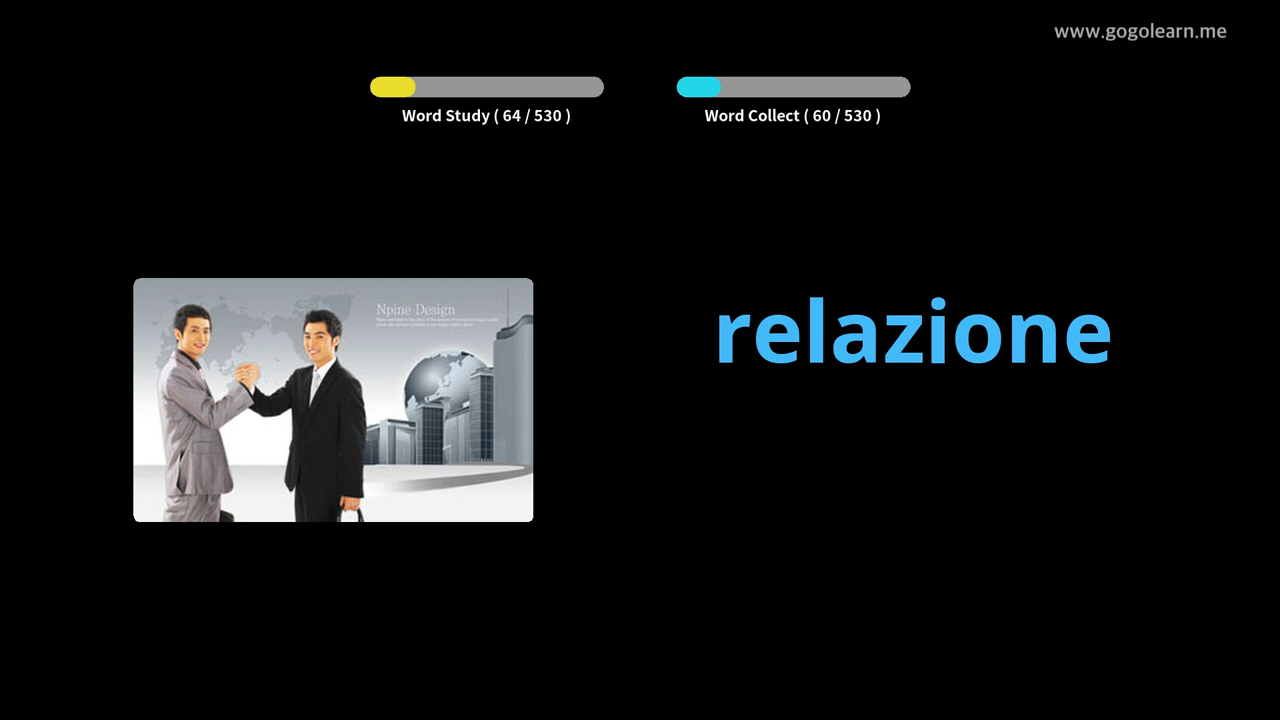 www.gogolearn.me
Word Study ( 64 / 530 )
Word Collect ( 60 / 530 )
Npine Design
relazione